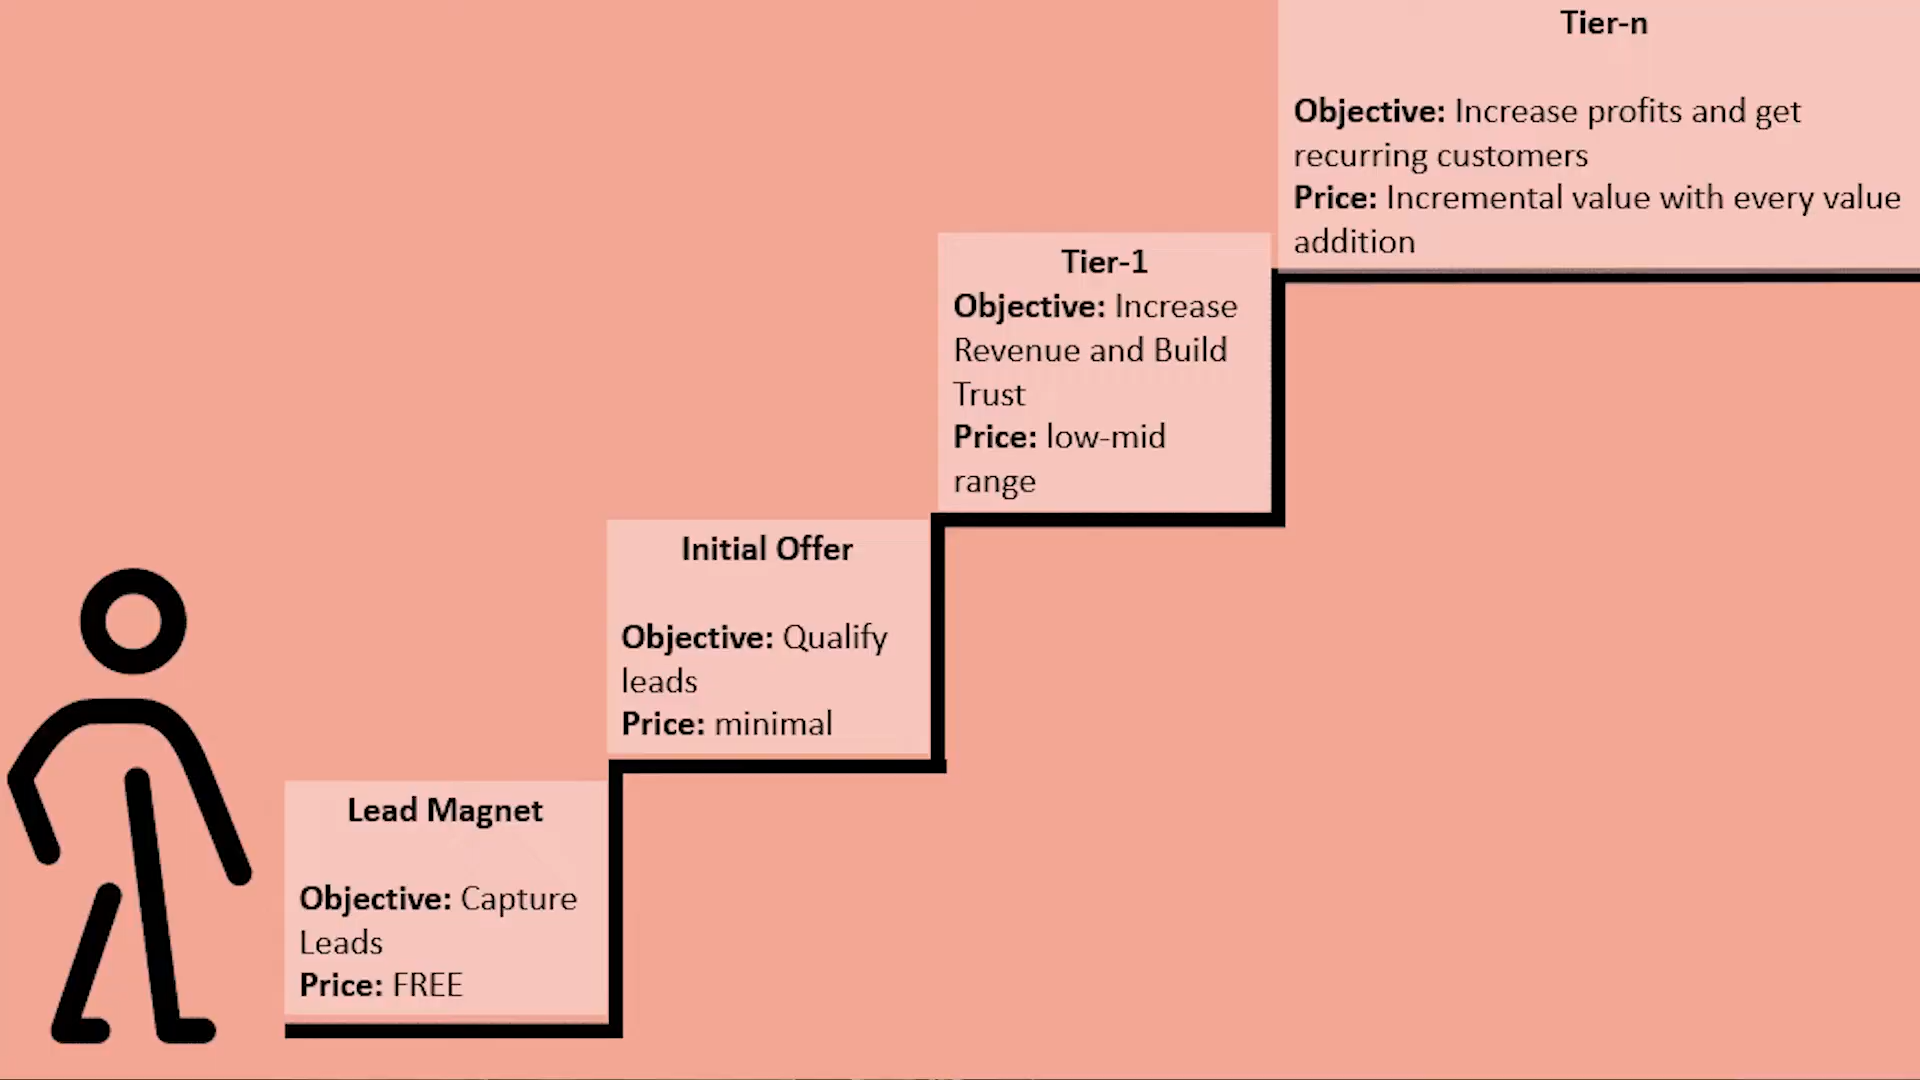 Tier-n
Objective: Increase profits and get
recurring customers
Price: Incremental value with every value
addition
Tier-1
Objective: Increase
Revenue and Build
Trust
Price: low-mid
range
Initial Offer
Objective: Qualify
leads
Price: minimal
Lead Magnet
Objective: Capture
Leads
Price: FREE